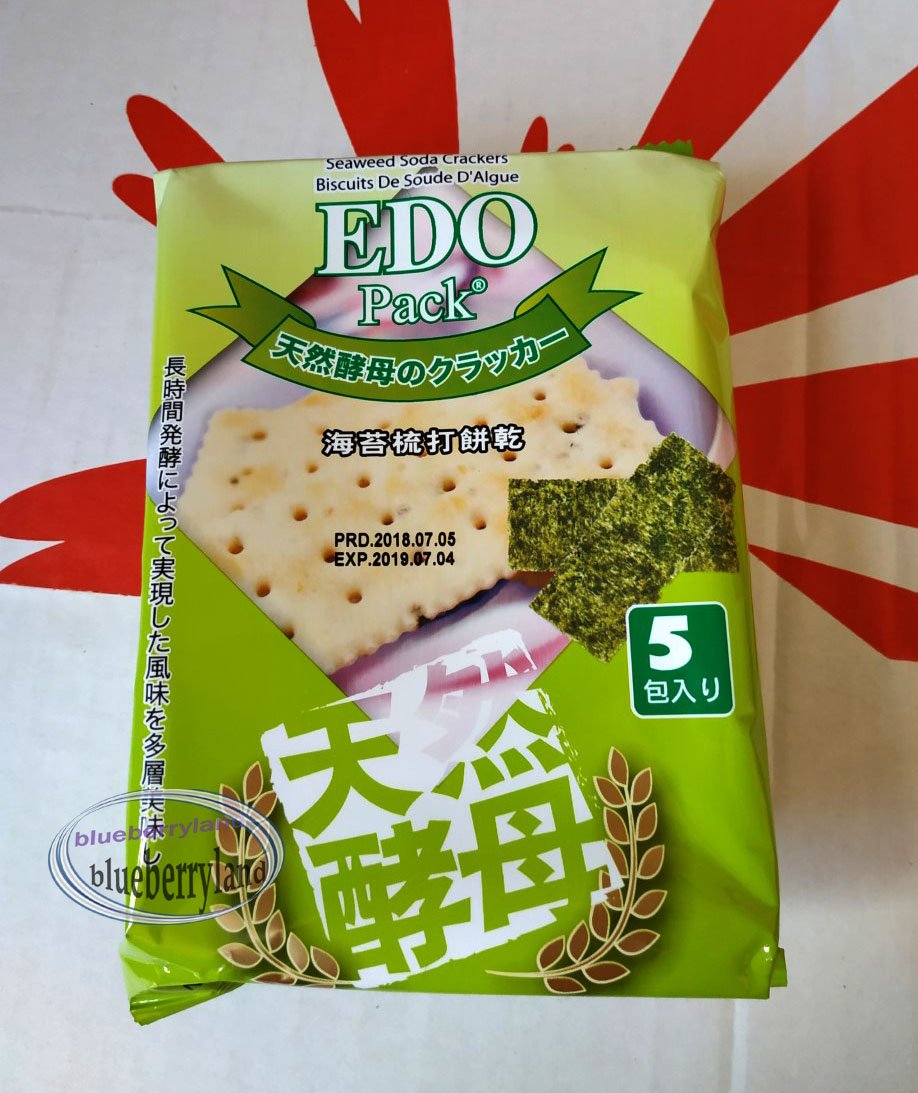 Seaweed Soda Crackers
Biscuits De Soude D'Algue
EDO
Pack®
天然酵母のクラッカー
海苔梳打餅乾
PRD.2018.07.05
EXP.2019.07.04
長時間発酵によって実現した風味を多層美味し
5
包入り
天然
酵母
blueberryland
blueberryland